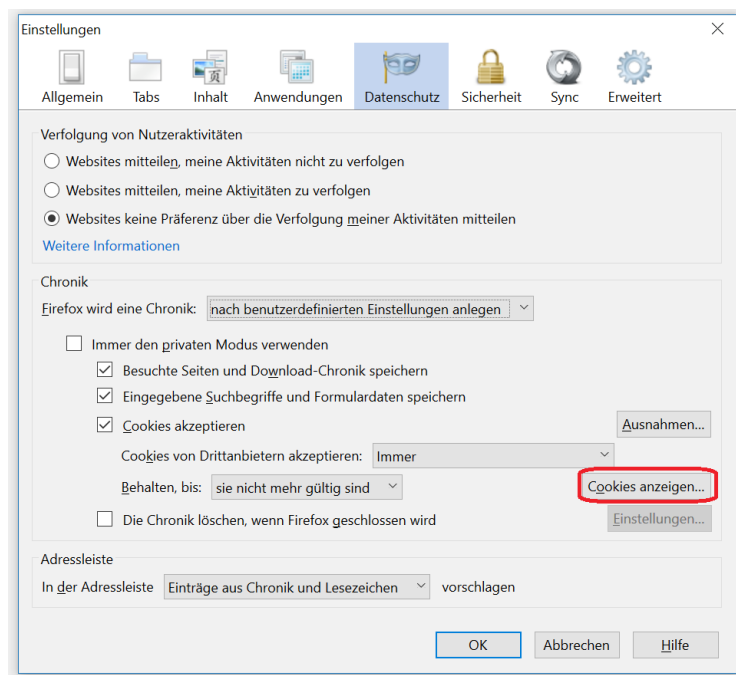 Einstellungen
Allgemein Tabs Inhalt Anwendungen Datenschutz Sicherheit Sync Erweitert
Verfolgung von Nutzeraktivitäten
Websites mitteilen, meine Aktivitäten nicht zu verfolgen
Websites mitteilen, meine Aktivitäten zu verfolgen
Websites keine Präferenz über die Verfolgung meiner Aktivitäten mitteilen
Weitere Informationen
Chronik
Firefox wird eine Chronik: nach benutzerdefinierten Einstellungen anlegen
Immer den privaten Modus verwenden
Besuchte Seiten und Download-Chronik speichern
Eingegebene Suchbegriffe und Formulardaten speichern
Cookies akzeptieren Ausnahmen...
Cookies von Drittanbietern akzeptieren: Immer
Behalten, bis: sie nicht mehr gültig sind Cookies anzeigen...
Die Chronik löschen, wenn Firefox geschlossen wird Einstellungen...
Adressleiste
In der Adressleiste Einträge aus Chronik und Lesezeichen vorschlagen
OK Abbrechen Hilfe